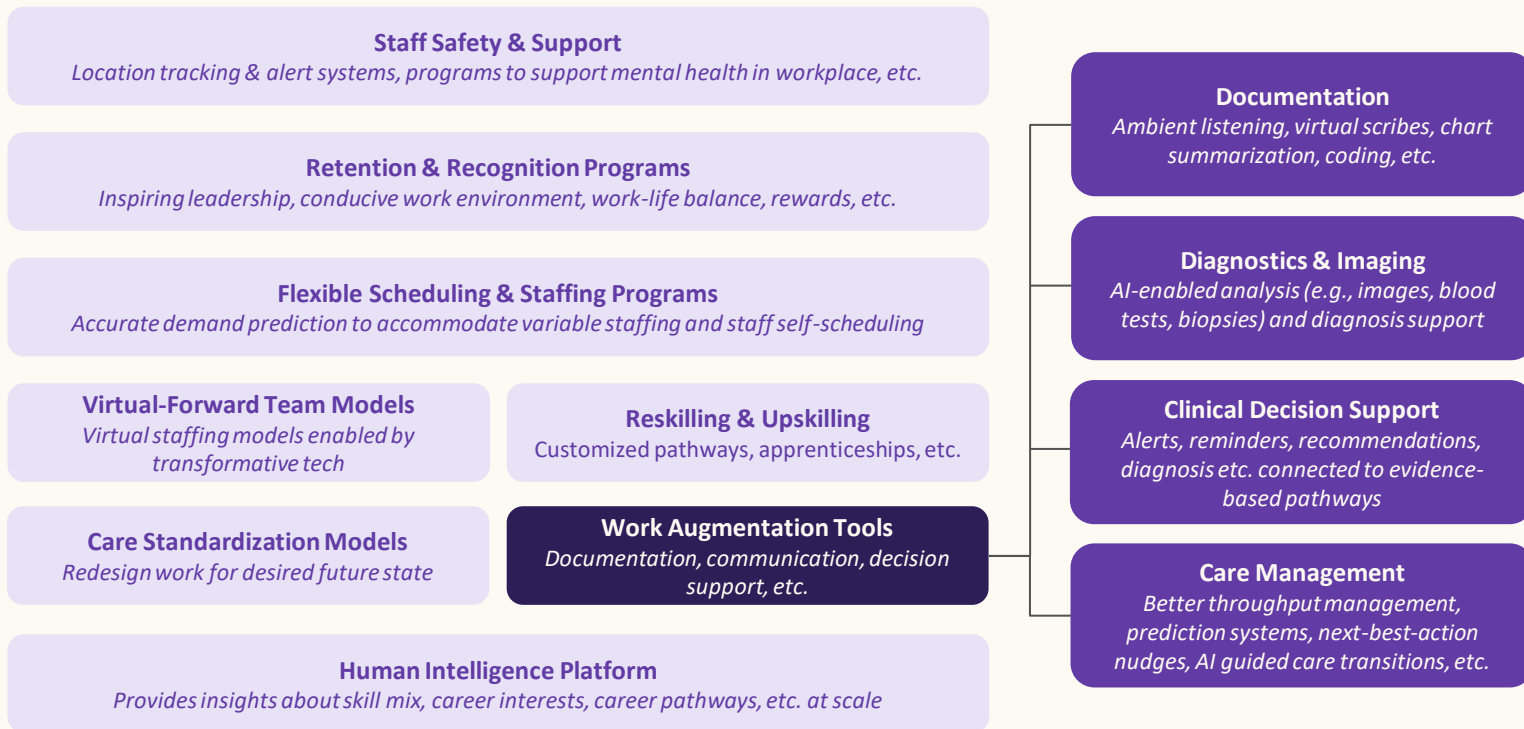 Staff Safety & Support
Location tracking & alert systems, programs to support mental health in workplace, etc.
Retention & Recognition Programs
Inspiring leadership, conducive work environment, work-life balance, rewards, etc.
Flexible Scheduling & Staffing Programs
Accurate demand prediction to accommodate variable staffing and staff self-scheduling
Virtual-Forward Team Models
Virtual staffing models enabled by
transformative tech
Reskilling & Upskilling
Customized pathways, apprenticeships, etc.
Care Standardization Models
Redesign work for desired future state
Work Augmentation Tools
Documentation, communication, decision
support, etc.
Human Intelligence Platform
Provides insights about skill mix, career interests, career pathways, etc. at scale
Documentation
Ambient listening, virtual scribes, chart
summarization, coding, etc.
Diagnostics & Imaging
AI-enabled analysis (e.g., images, blood
tests, biopsies) and diagnosis support
Clinical Decision Support
Alerts, reminders, recommendations,
diagnosis etc. connected to evidence-
based pathways
Care Management
Better throughput management,
prediction systems, next-best-action
nudges, AI guided care transitions, etc.